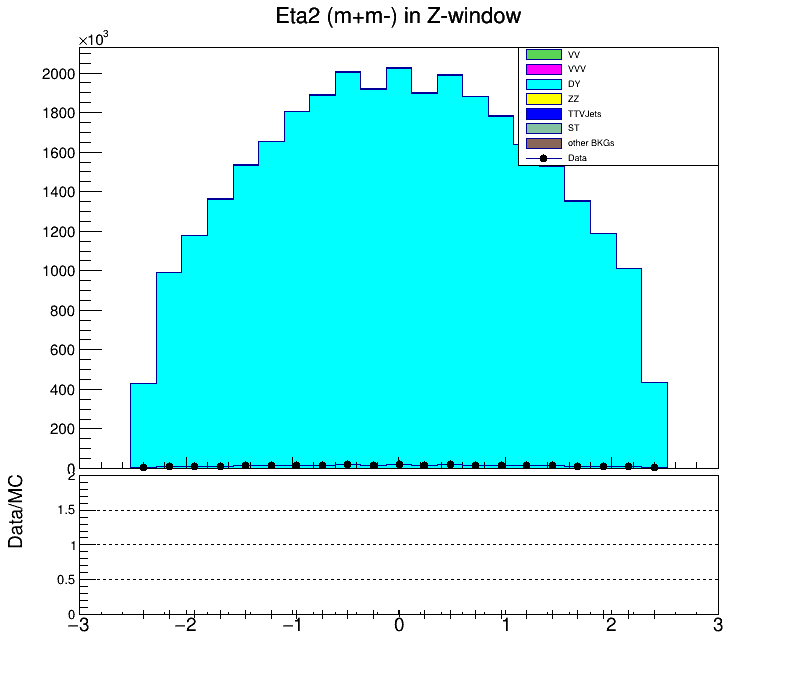 Eta2 (m+m-) in Z-window
×10³
2000
1800
1600
1400
1200
1000
800
600
400
200
0
VV
VVV
DY
ZZ
TTVJets
ST
other BKGs
Data
Data/MC
2
1.5
1
0.5
0
−3
−2
−1
0
1
2
3